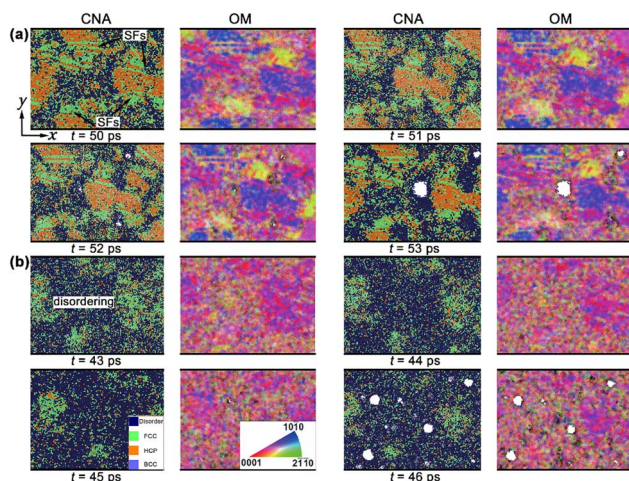 CNA
OM
CNA
OM
(a)
SFs
SFs
y
x
t = 50 ps
t = 51 ps
t = 52 ps
t = 53 ps
(b)
disordering
t = 43 ps
t = 44 ps
Disorder
FCC
HCP
BCC
1010
0001
2110
t = 45 ps
t = 46 ps